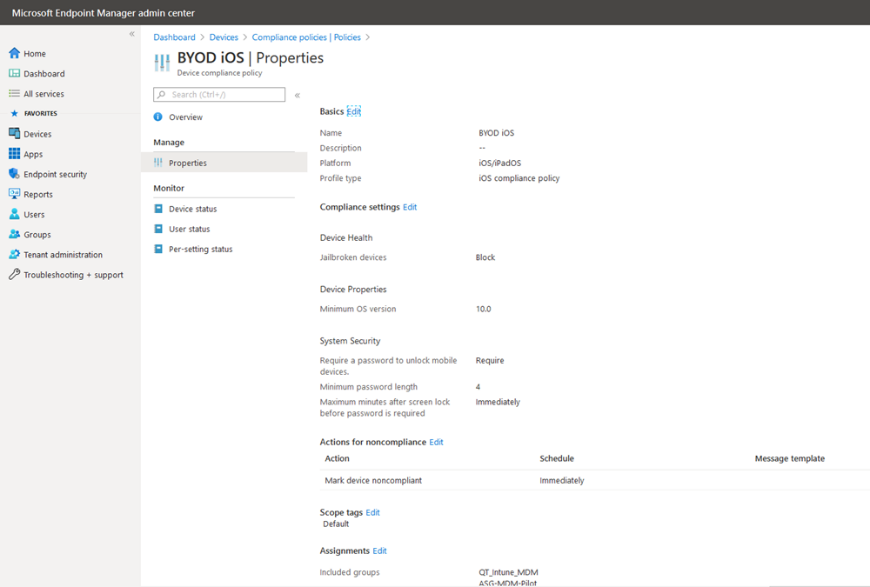 Microsoft Endpoint Manager admin center
«
Home
Dashboard
All services
FAVORITES
Devices
Apps
Endpoint security
Reports
Users
Groups
Tenant administration
Troubleshooting + support
Dashboard > Devices > Compliance policies | Policies >
BYOD iOS | Properties
Device compliance policy
Search (Ctrl+/)
«
Overview
Manage
Properties
Monitor
Device status
User status
Per-setting status
Basics Edit
Name BYOD iOS
Description --
Platform iOS/iPadOS
Profile type iOS compliance policy
Compliance settings Edit
Device Health
Jailbroken devices Block
Device Properties
Minimum OS version 10.0
System Security
Require a password to unlock mobile Require
devices.
Minimum password length 4
Maximum minutes after screen lock Immediately
before password is required
Actions for noncompliance Edit
Action Schedule Message template
Mark device noncompliant Immediately
Scope tags Edit
Default
Assignments Edit
Included groups QT_Intune_MDM
ASG-MDM-Pilot